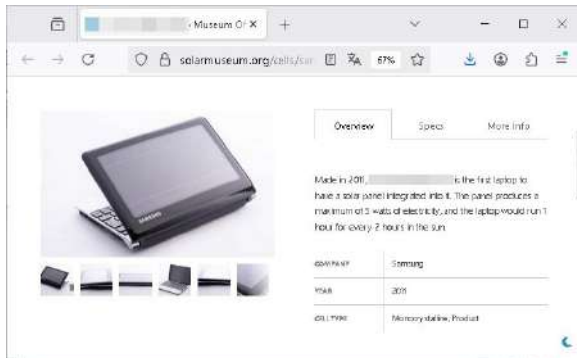 Museum Of
67%
solarmuseum.org/cells/
Overview
Specs
More Info
Made in 2011, is the first laptop to
have a solar panel integrated into it. The panel produces a
maximum of 5 watts of electricity, and the laptop would run 1
hour for every 2 hours in the sun.
SAMSUNG
COMPANY Samsung
YEAR 2011
CELL TYPE Monocrystalline, Product